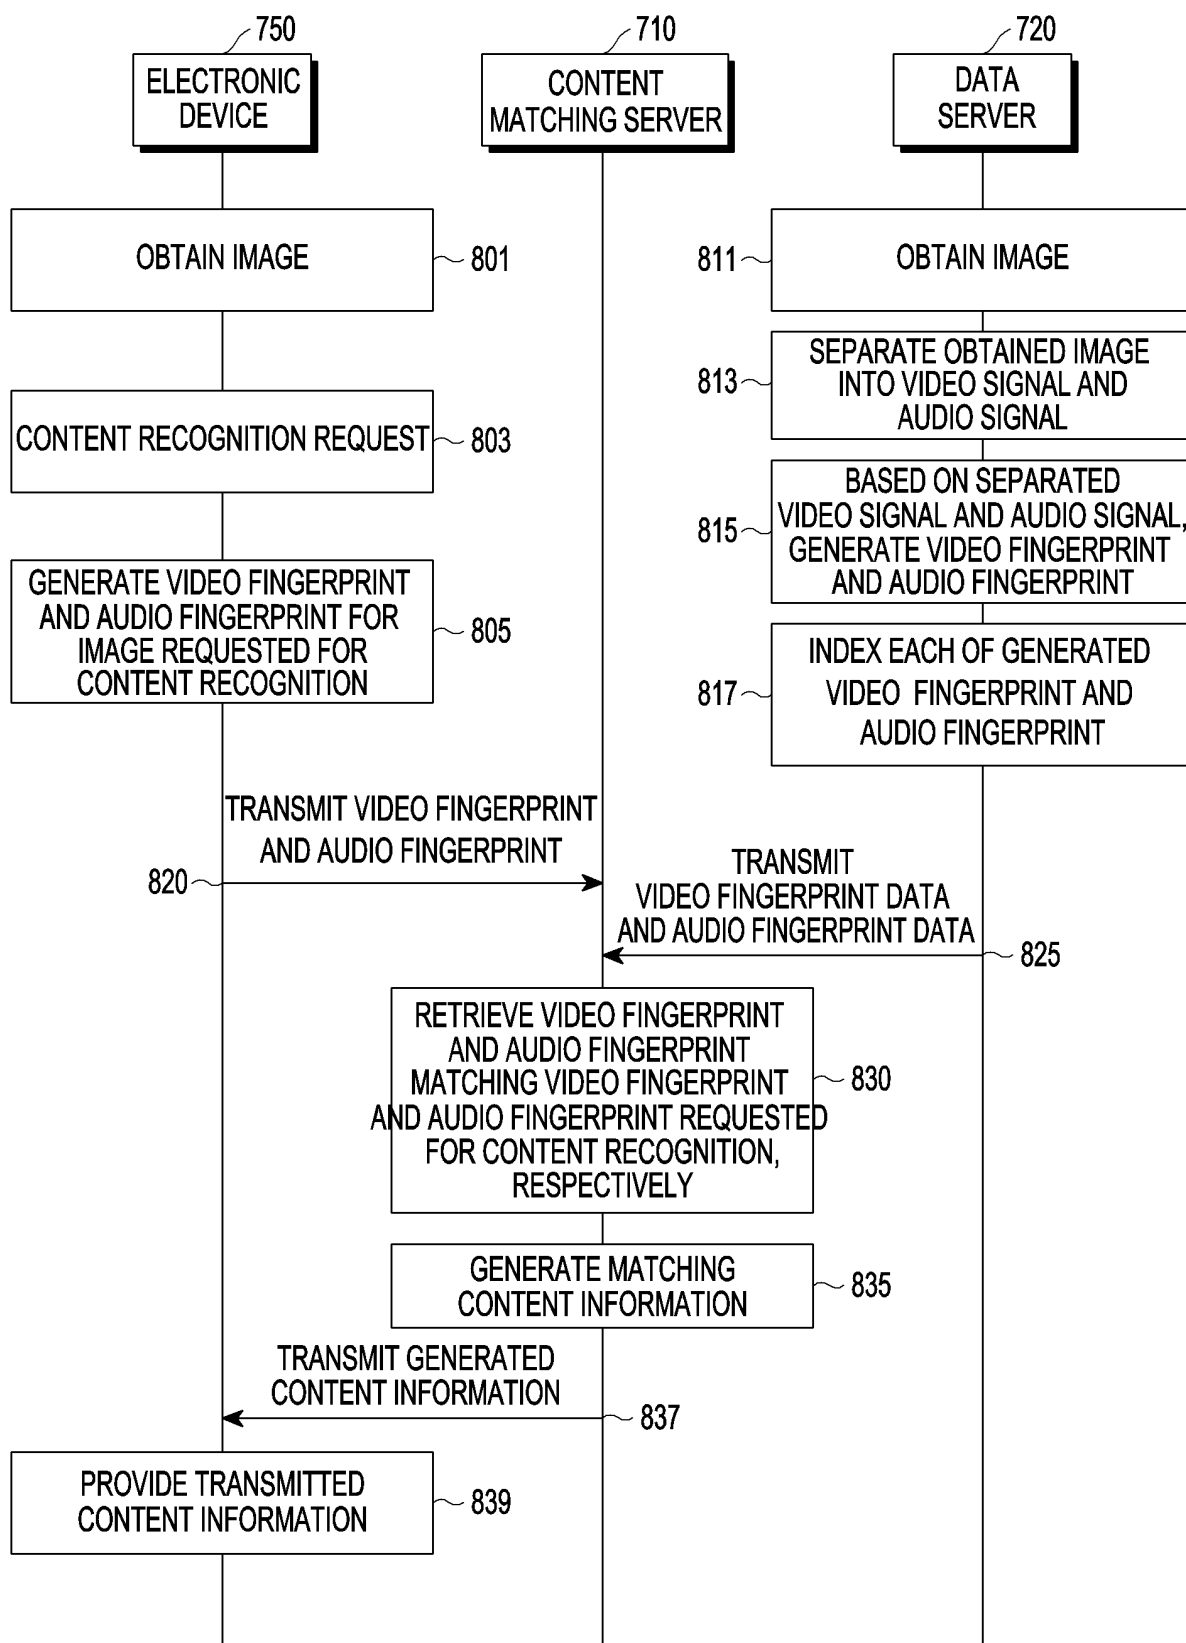 750
710
720
ELECTRONIC
DEVICE
CONTENT
MATCHING SERVER
DATA
SERVER
OBTAIN IMAGE
801
811
OBTAIN IMAGE
813
SEPARATE OBTAINED IMAGE
INTO VIDEO SIGNAL AND
AUDIO SIGNAL
CONTENT RECOGNITION REQUEST
803
815
BASED ON SEPARATED
VIDEO SIGNAL AND AUDIO SIGNAL,
GENERATE VIDEO FINGERPRINT
AND AUDIO FINGERPRINT
GENERATE VIDEO FINGERPRINT
AND AUDIO FINGERPRINT FOR
IMAGE REQUESTED FOR
CONTENT RECOGNITION
805
817
INDEX EACH OF GENERATED
VIDEO FINGERPRINT AND
AUDIO FINGERPRINT
TRANSMIT VIDEO FINGERPRINT
AND AUDIO FINGERPRINT
820
TRANSMIT
VIDEO FINGERPRINT DATA
AND AUDIO FINGERPRINT DATA
825
RETRIEVE VIDEO FINGERPRINT
AND AUDIO FINGERPRINT
MATCHING VIDEO FINGERPRINT
AND AUDIO FINGERPRINT REQUESTED
FOR CONTENT RECOGNITION,
RESPECTIVELY
830
GENERATE MATCHING
CONTENT INFORMATION
835
TRANSMIT GENERATED
CONTENT INFORMATION
837
PROVIDE TRANSMITTED
CONTENT INFORMATION
839